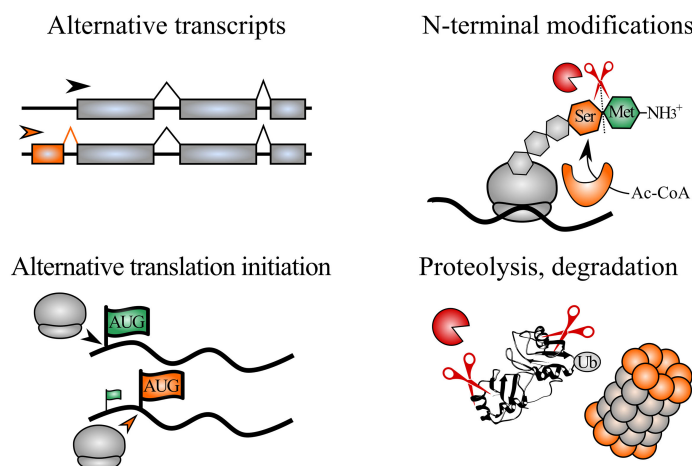 Alternative transcripts
N-terminal modifications
Ser
Met
NH3⁺
Ac-CoA
Alternative translation initiation
AUG
AUG
Proteolysis, degradation
Ub